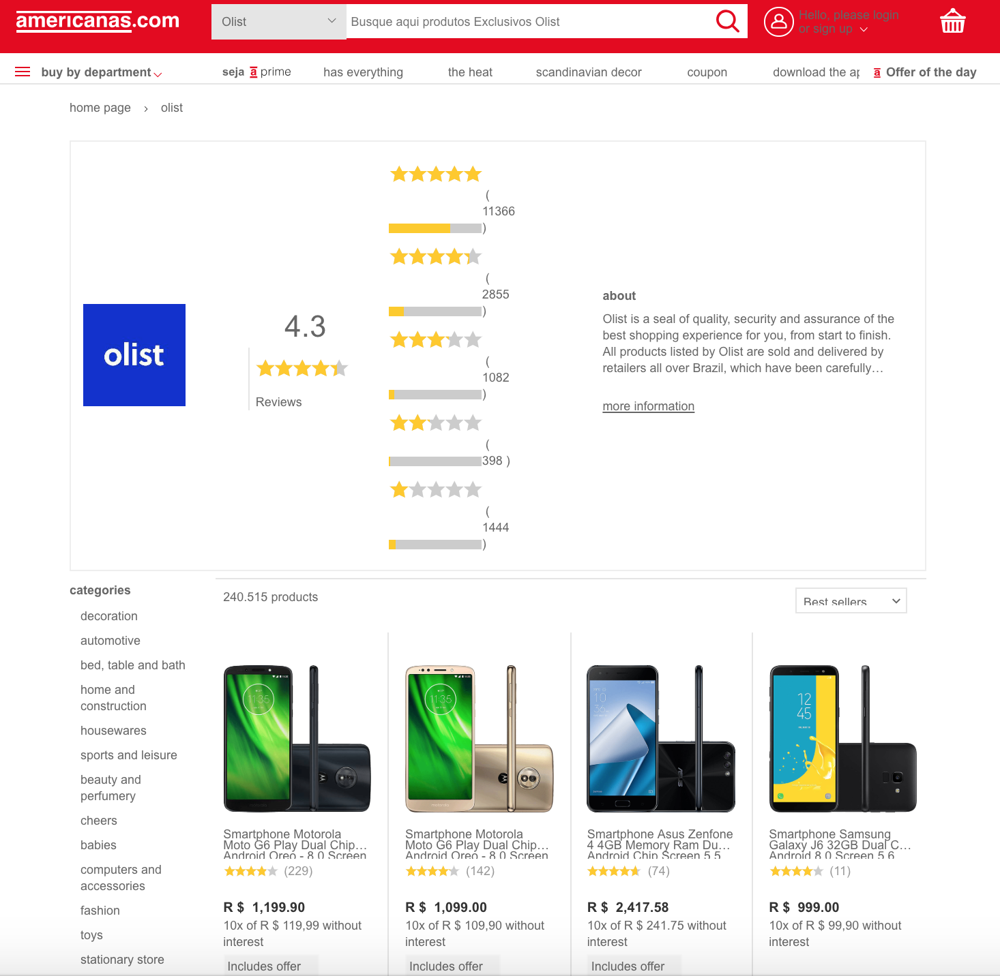 americanas.com
Olist
Busque aqui produtos Exclusivos Olist
Hello, please login
or sign up
buy by department
seja a prime
has everything
the heat
scandinavian decor
coupon
download the ap
a Offer of the day
home page › olist
( 11366 )
( 2855 )
( 1082 )
( 398 )
( 1444 )
olist
4.3
Reviews
about
Olist is a seal of quality, security and assurance of the
best shopping experience for you, from start to finish.
All products listed by Olist are sold and delivered by
retailers all over Brazil, which have been carefully…
more information
categories
decoration
automotive
bed, table and bath
home and
construction
housewares
sports and leisure
beauty and
perfumery
cheers
babies
computers and
accessories
fashion
toys
stationary store
240.515 products
Best sellers
11:35
Smartphone Motorola
Moto G6 Play Dual Chip…
Android Oreo - 8.0 Screen
(229)
R $ 1,199.90
10x of R $ 119,99 without
interest
Includes offer
11:35
motorola
Smartphone Motorola
Moto G6 Play Dual Chip…
Android Oreo - 8.0 Screen
(142)
R $ 1,099.00
10x of R $ 109,90 without
interest
Includes offer
10
36
ASUS
Smartphone Asus Zenfone
4 4GB Memory Ram Du…
Android Chip Screen 5.5
(74)
R $ 2,417.58
10x of R $ 241.75 without
interest
Includes offer
12
45
Smartphone Samsung
Galaxy J6 32GB Dual C…
Android 8.0 Screen 5.6
(11)
R $ 999.00
10x of R $ 99,90 without
interest